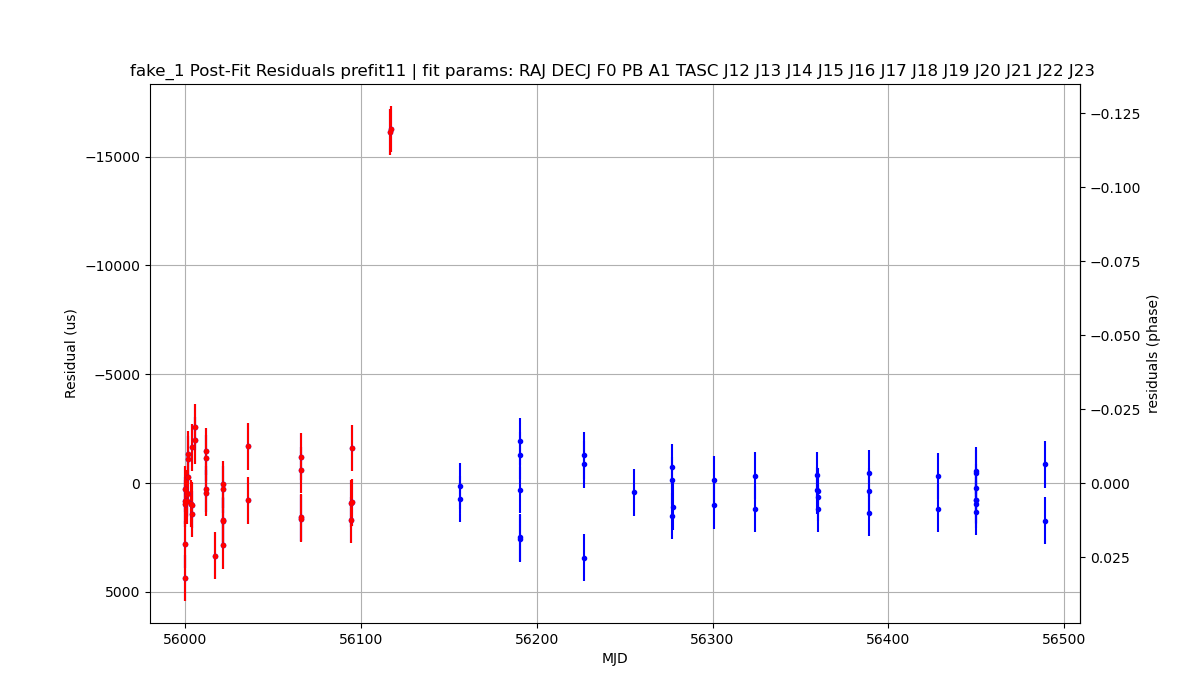 fake_1 Post-Fit Residuals prefit11 | fit params: RAJ DECJ F0 PB A1 TASC J12 J13 J14 J15 J16 J17 J18 J19 J20 J21 J22 J23
−15000
−10000
−5000
0
5000
Residual (us)
−0.125
−0.100
−0.075
−0.050
−0.025
0.000
0.025
residuals (phase)
56000 56100 56200 56300 56400 56500
MJD